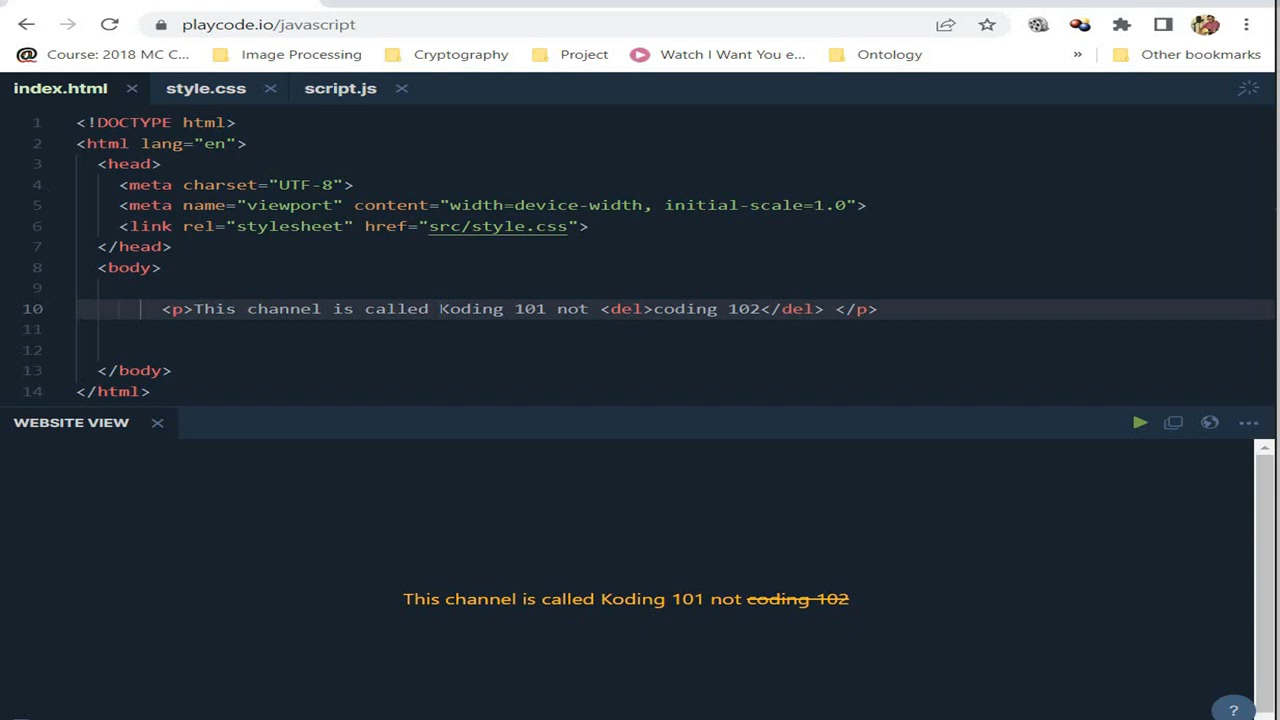 playcode.io/javascript
Course: 2018 MC C... Image Processing Cryptography Project Watch I Want You e... Ontology » Other bookmarks
index.html × style.css × script.js ×
1 <!DOCTYPE html>
2 <html lang="en">
3 <head>
4 <meta charset="UTF-8">
5 <meta name="viewport" content="width=device-width, initial-scale=1.0">
6 <link rel="stylesheet" href="src/style.css">
7 </head>
8 <body>
9
10 <p>This channel is called Koding 101 not <del>coding 102</del> </p>
11
12
13 </body>
14 </html>
WEBSITE VIEW ×
This channel is called Koding 101 not coding 102
?